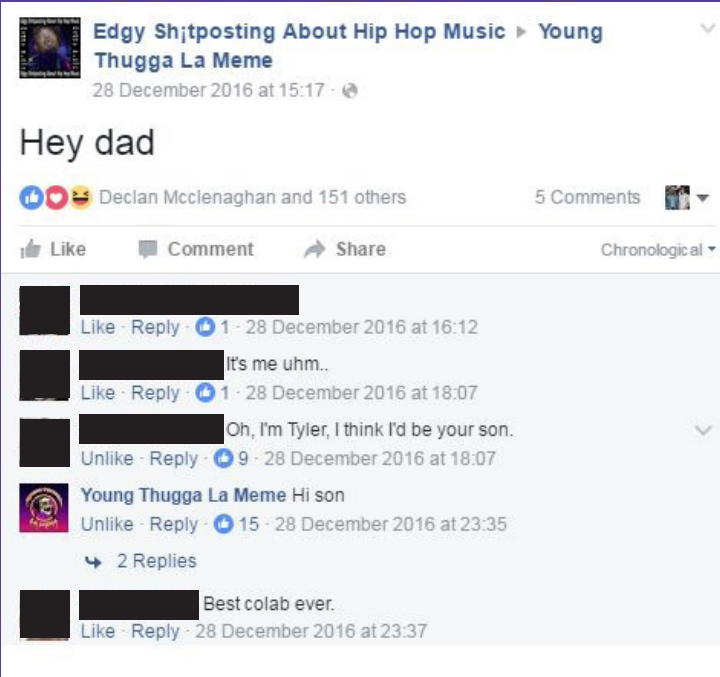 Edgy Sh¡tposting About Hip Hop Music ▸ Young
Thugga La Meme
28 December 2016 at 15:17 ·
Hey dad
Declan Mcclenaghan and 151 others 5 Comments
Like Comment Share Chronological
Like · Reply · 1 · 28 December 2016 at 16:12
It's me uhm..
Like · Reply · 1 · 28 December 2016 at 18:07
Oh, I'm Tyler, I think I'd be your son.
Unlike · Reply · 9 · 28 December 2016 at 18:07
Young Thugga La Meme Hi son
Unlike · Reply · 15 · 28 December 2016 at 23:35
2 Replies
Best colab ever.
Like · Reply · 28 December 2016 at 23:37